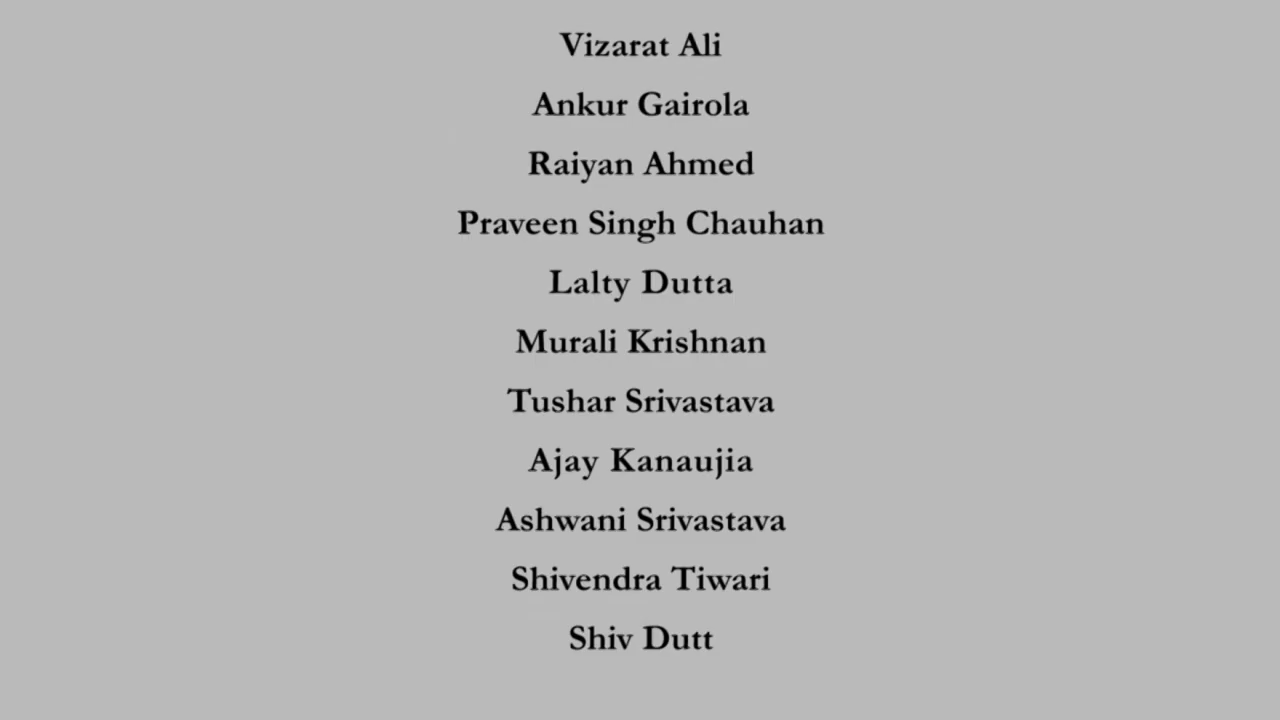 Vizarat Ali
Ankur Gairola
Raiyan Ahmed
Praveen Singh Chauhan
Lalty Dutta
Murali Krishnan
Tushar Srivastava
Ajay Kanaujia
Ashwani Srivastava
Shivendra Tiwari
Shiv Dutt